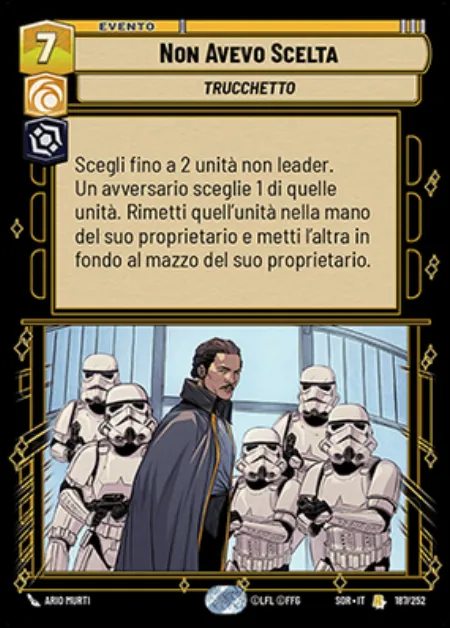 EVENTO
7
NON AVEVO SCELTA
TRUCCHETTO
Scegli fino a 2 unità non leader.
Un avversario sceglie 1 di quelle
unità. Rimetti quell'unità nella mano
del suo proprietario e metti l'altra in
fondo al mazzo del suo proprietario.
ARIO MURTI
©LFL ©FFG
SOR • IT
187/252